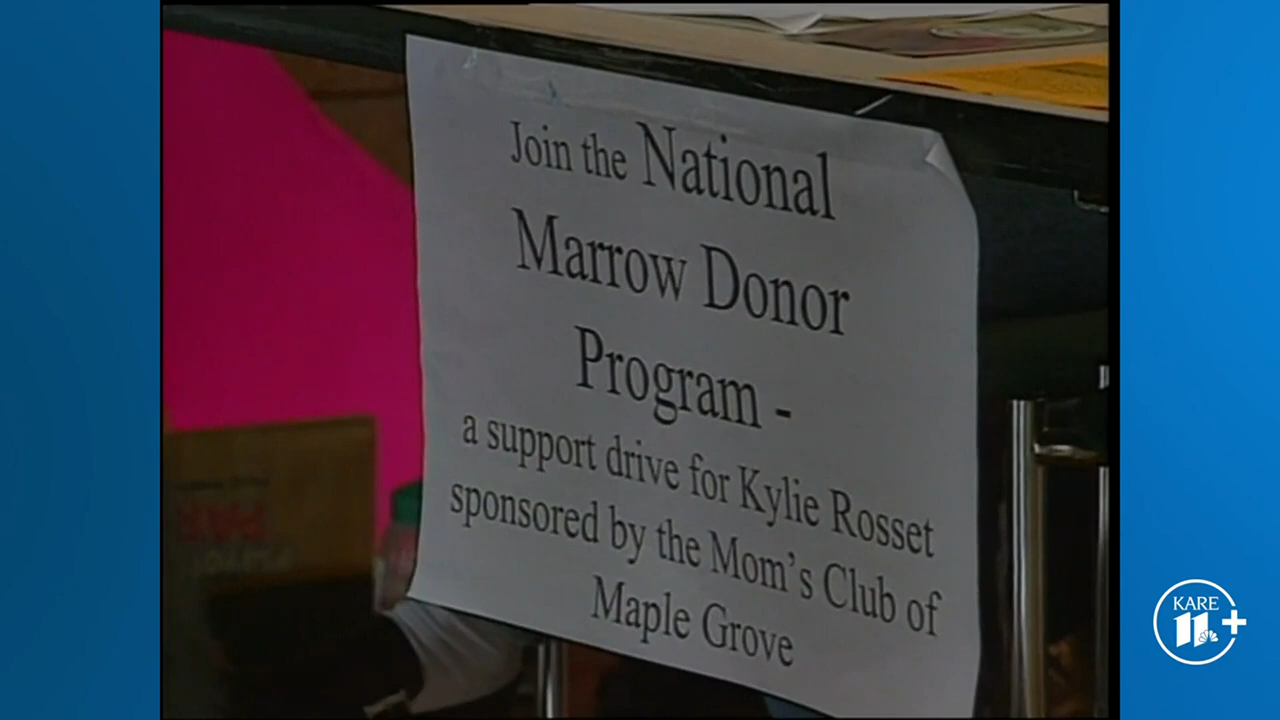 Join the National
Marrow Donor
Program -
a support drive for Kylie Rosset
sponsored by the Mom's Club of
Maple Grove
KARE
11+